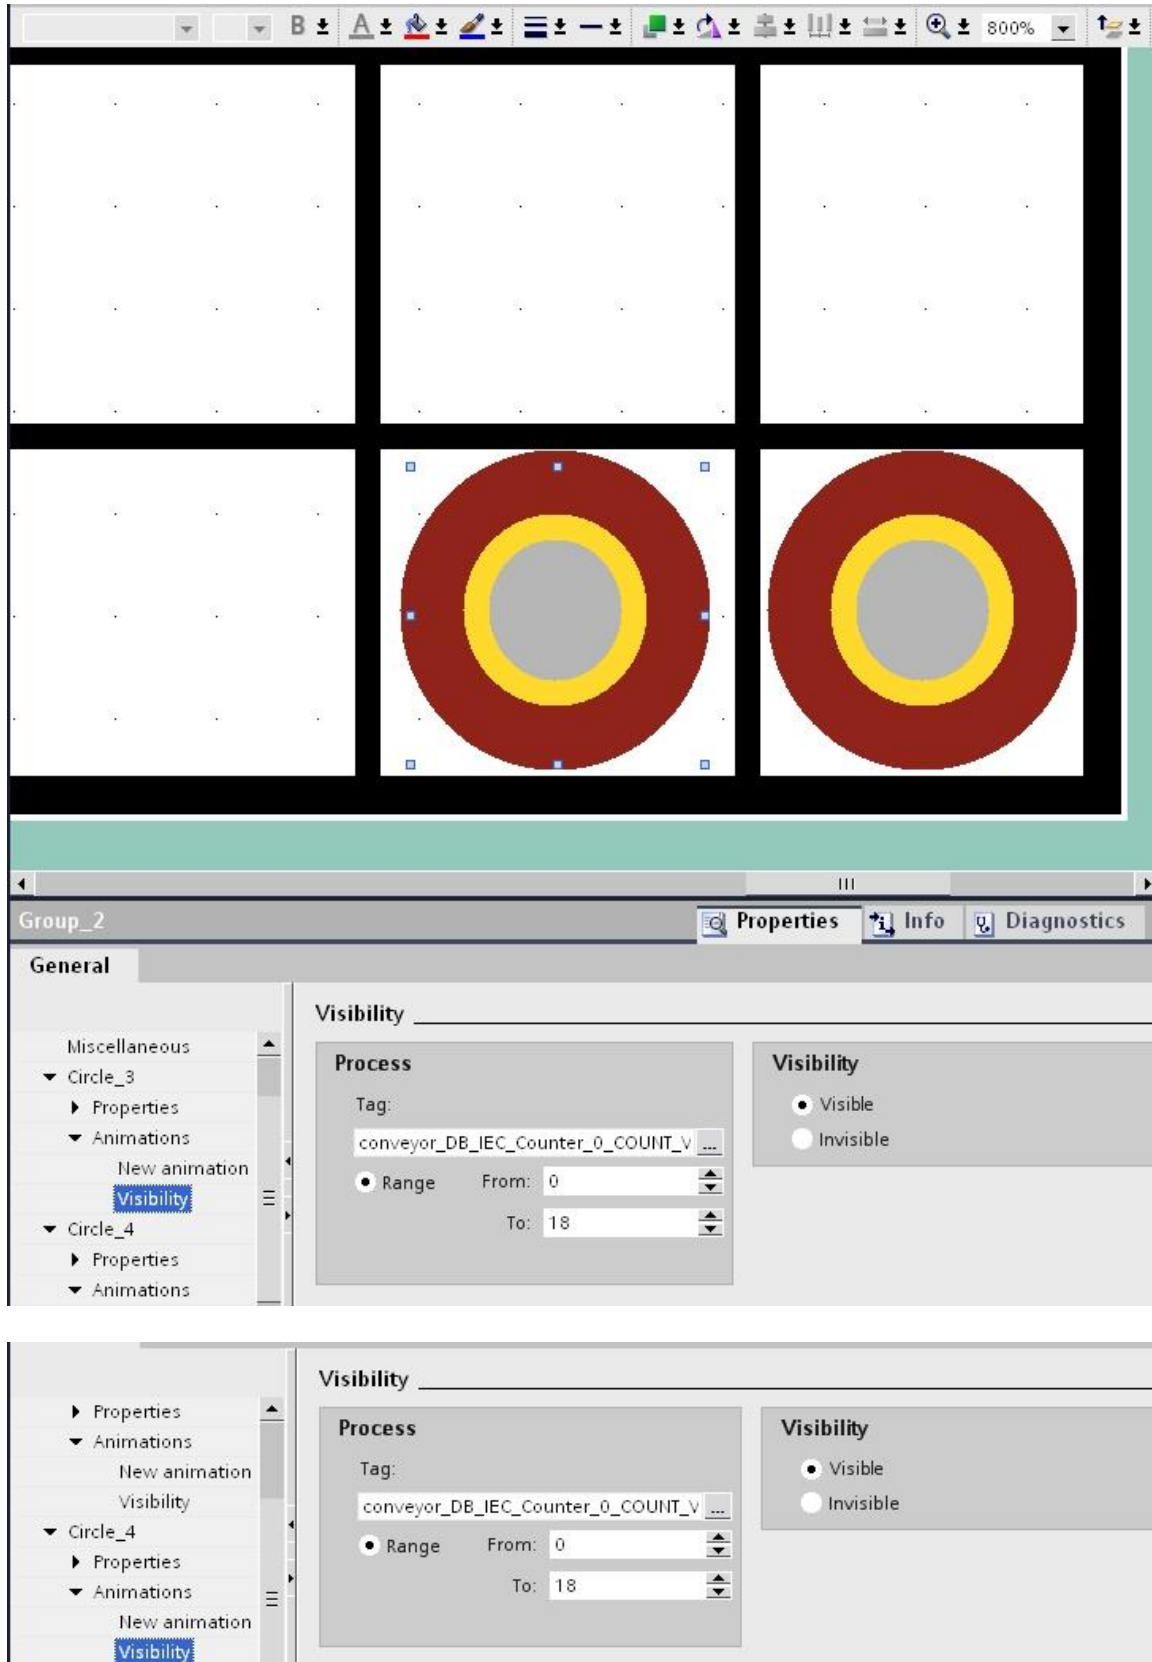 B A 800%
Group_2 Properties Info Diagnostics
General
Visibility
Miscellaneous
Process Visibility
Circle_3
Tag: Visible
Properties
Animations
conveyor_DB_IEC_Counter_0_COUNT_V ... Invisible
New animation
Range From: 0
Visibility
To: 18
Circle_4
Properties
Animations
Visibility
Properties
Process Visibility
Animations
Tag: Visible
New animation
Visibility
conveyor_DB_IEC_Counter_0_COUNT_V ... Invisible
Circle_4
Range From: 0
Properties
To: 18
Animations
New animation
Visibility